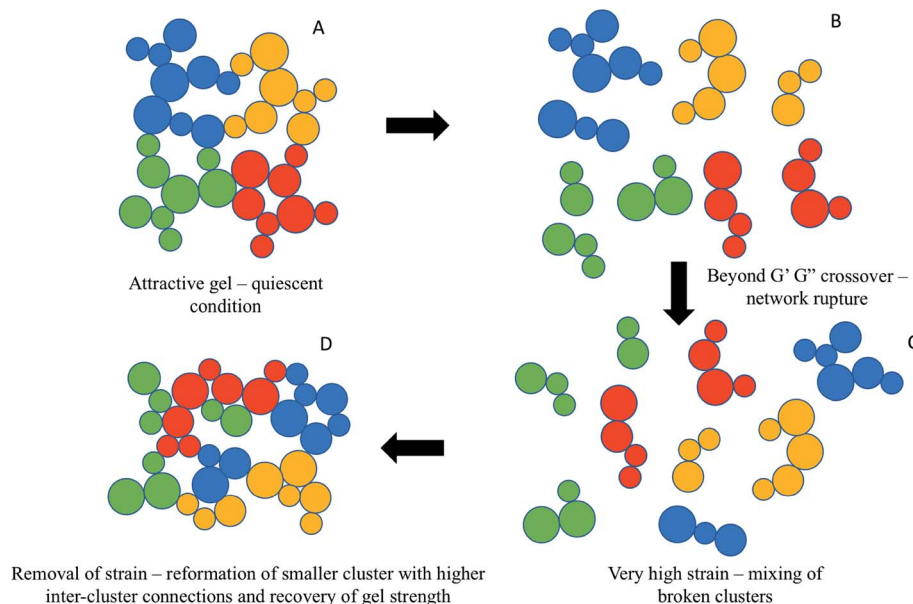 A
B
Attractive gel – quiescent
condition
Beyond G’ G” crossover –
network rupture
D
C
Removal of strain – reformation of smaller cluster with higher
inter-cluster connections and recovery of gel strength
Very high strain – mixing of
broken clusters